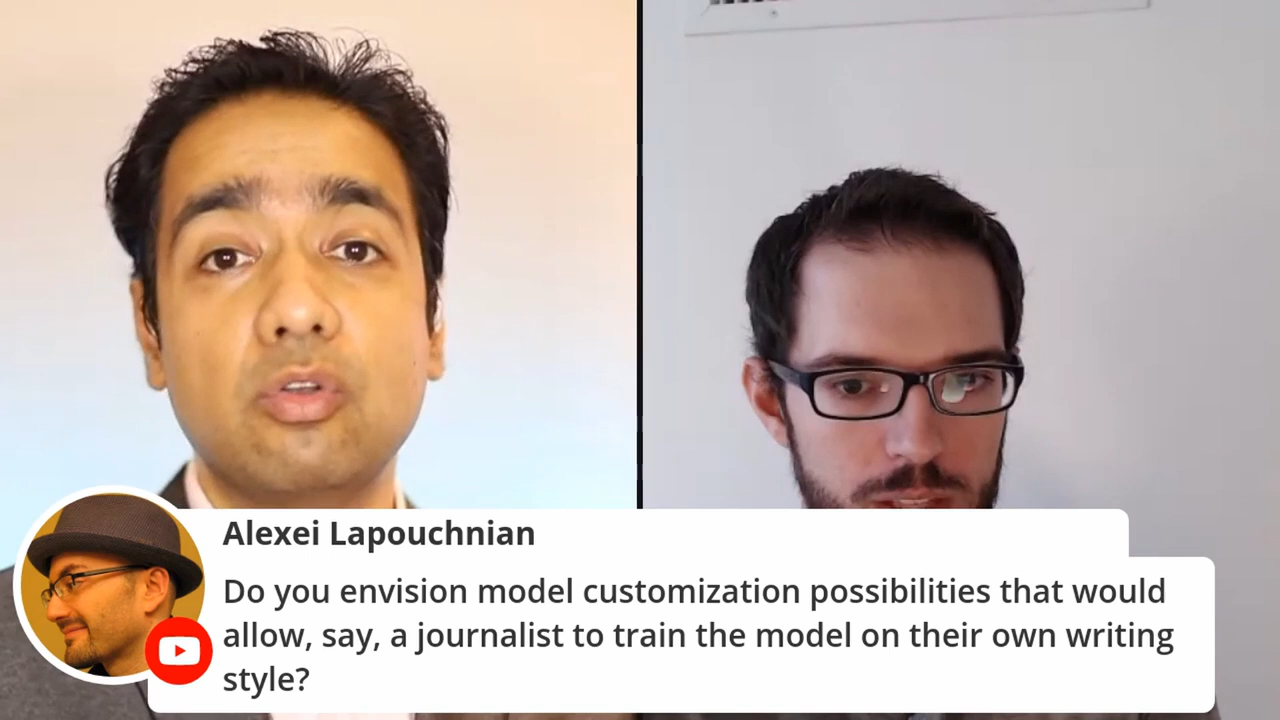 Alexei Lapouchnian
Do you envision model customization possibilities that would
allow, say, a journalist to train the model on their own writing
style?